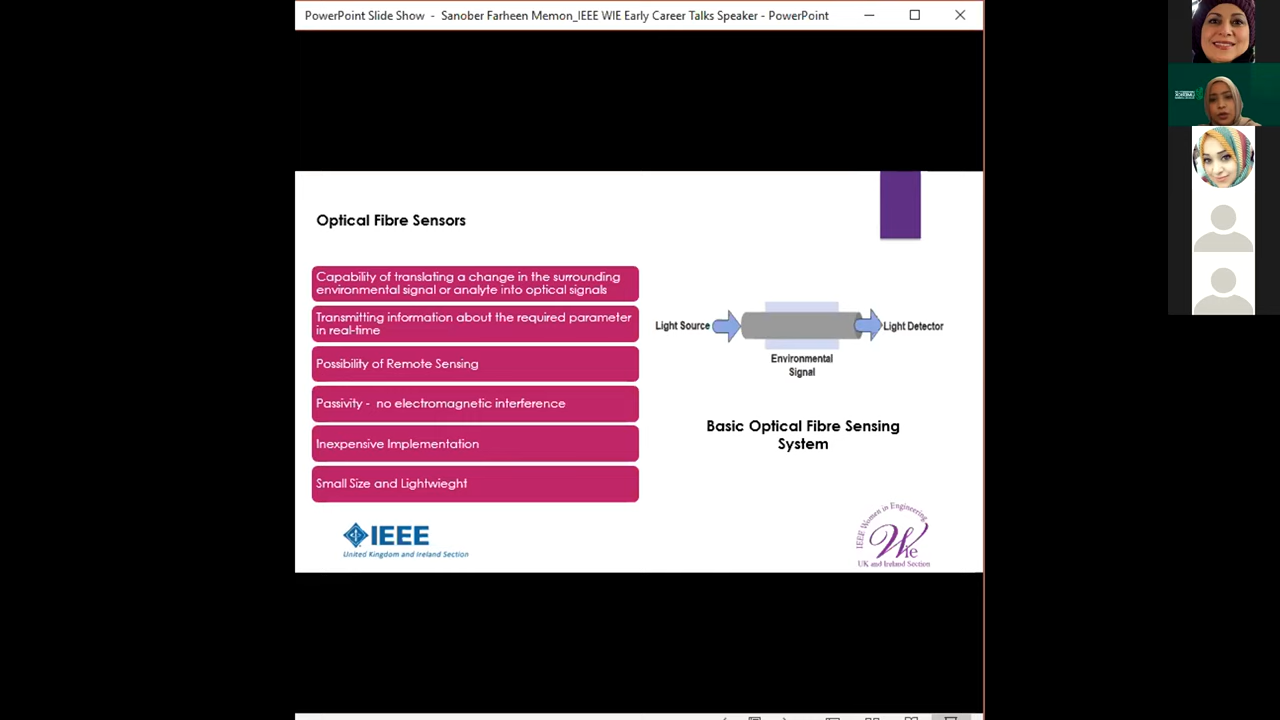 PowerPoint Slide Show - Sanober Farheen Memon_IEEE WIE Early Career Talks Speaker - PowerPoint
Optical Fibre Sensors
Capability of translating a change in the surrounding
environmental signal or analyte into optical signals
Transmitting information about the required parameter
in real-time
Possibility of Remote Sensing
Passivity - no electromagnetic interference
Inexpensive Implementation
Small Size and Lightwieght
Light Source
Light Detector
Environmental
Signal
Basic Optical Fibre Sensing
System
IEEE
United Kingdom and Ireland Section
IEEE Women in Engineering
Wie
UK and Ireland Section